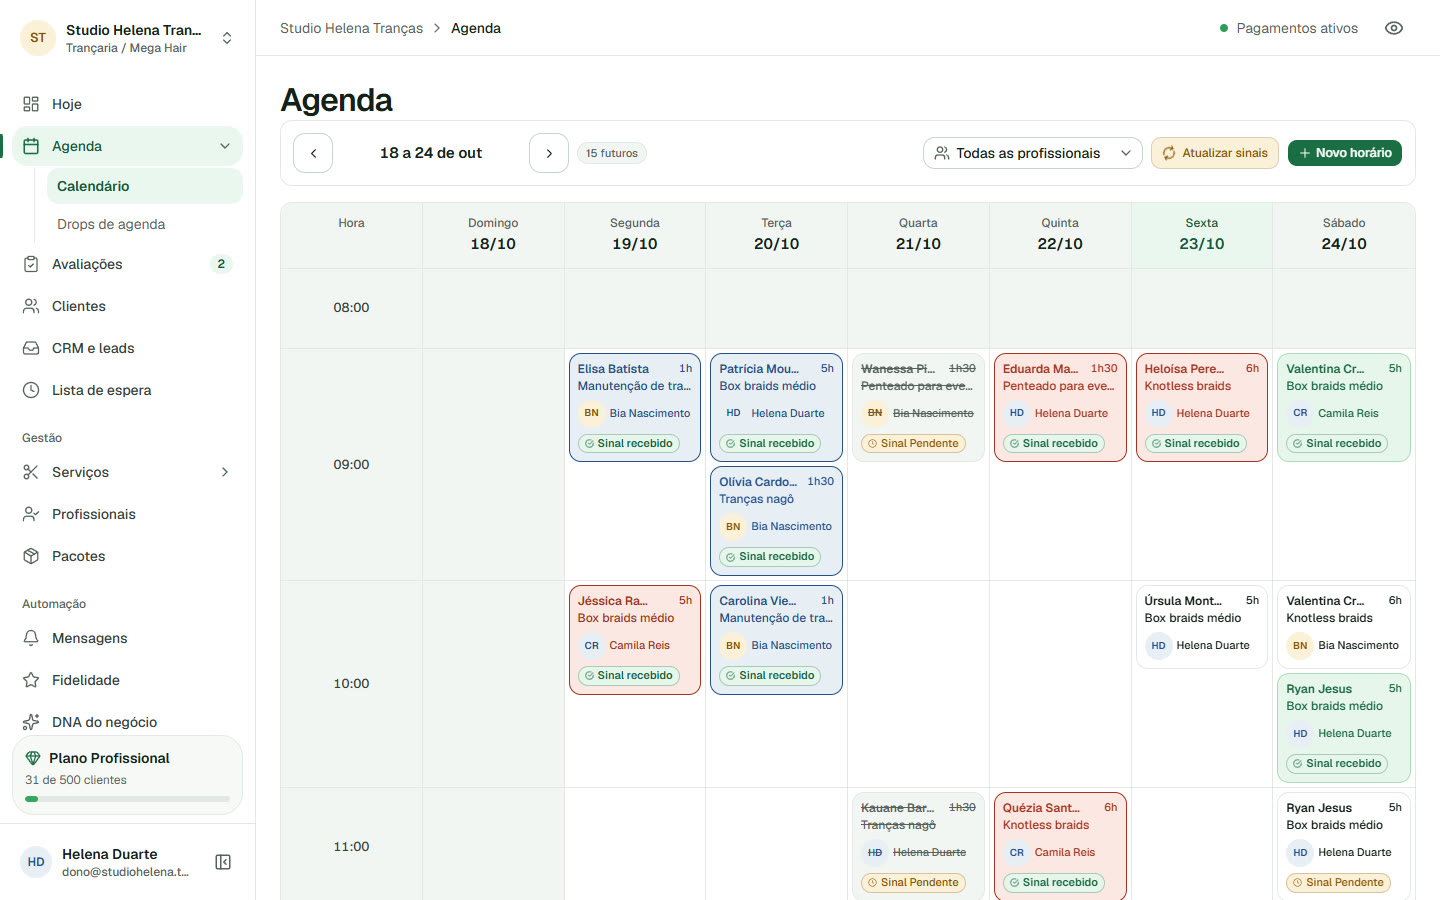 ST
Studio Helena Tran...
Trançaria / Mega Hair
Hoje
Agenda
Calendário
Drops de agenda
Avaliações 2
Clientes
CRM e leads
Lista de espera
Gestão
Serviços
Profissionais
Pacotes
Automação
Mensagens
Fidelidade
DNA do negócio
Plano Profissional
31 de 500 clientes
HD
Helena Duarte
dono@studiohelena.t...
Studio Helena Tranças > Agenda
Pagamentos ativos
Agenda
18 a 24 de out
15 futuros
Todas as profissionais
Atualizar sinais
+ Novo horário
Hora
Domingo
18/10
Segunda
19/10
Terça
20/10
Quarta
21/10
Quinta
22/10
Sexta
23/10
Sábado
24/10
08:00
09:00
Elisa Batista 1h
Manutenção de tra...
BN Bia Nascimento
Sinal recebido
Patrícia Mou... 5h
Box braids médio
HD Helena Duarte
Sinal recebido
Olívia Cardo... 1h30
Tranças nagô
BN Bia Nascimento
Sinal recebido
Wanessa Pi... 1h30
Penteado para eve...
BN Bia Nascimento
Sinal Pendente
Eduarda Ma... 1h30
Penteado para eve...
HD Helena Duarte
Sinal recebido
Heloísa Pere... 6h
Knotless braids
HD Helena Duarte
Sinal recebido
Valentina Cr... 5h
Box braids médio
CR Camila Reis
Sinal recebido
10:00
Jéssica Ra... 5h
Box braids médio
CR Camila Reis
Sinal recebido
Carolina Vie... 1h
Manutenção de tra...
BN Bia Nascimento
Sinal recebido
Úrsula Mont... 5h
Box braids médio
HD Helena Duarte
Valentina Cr... 6h
Knotless braids
BN Bia Nascimento
Ryan Jesus 5h
Box braids médio
HD Helena Duarte
Sinal recebido
11:00
Kauane Bar... 1h30
Tranças nagô
HD Helena Duarte
Sinal Pendente
Quézia Sant... 6h
Knotless braids
CR Camila Reis
Sinal recebido
Ryan Jesus 5h
Box braids médio
HD Helena Duarte
Sinal Pendente